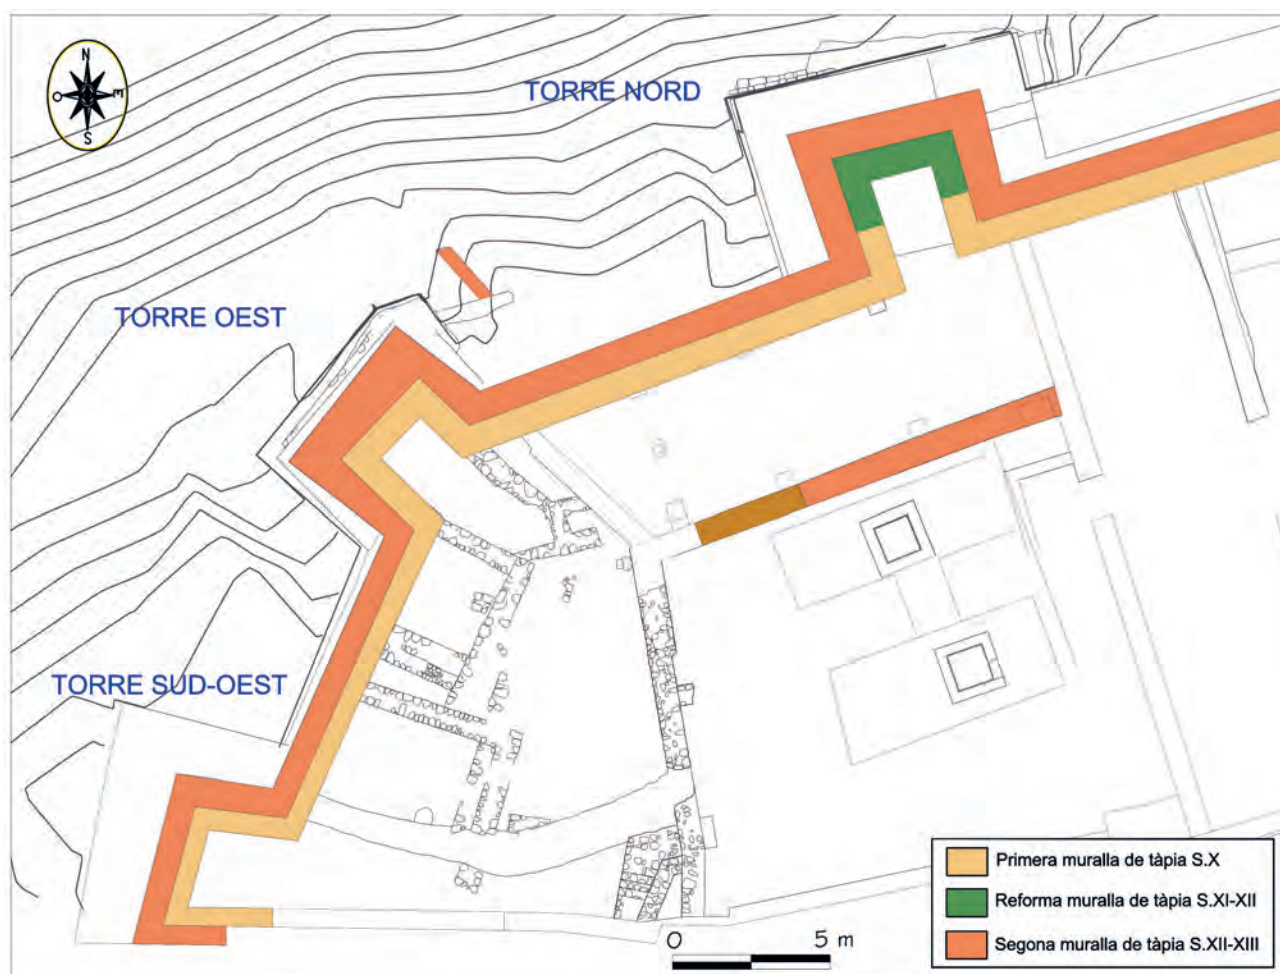 N
O
E
S
TORRE NORD
TORRE OEST
TORRE SUD-OEST
Primera muralla de tàpia S.X
Reforma muralla de tàpia S.XI-XII
Segona muralla de tàpia S.XII-XIII
0 5 m